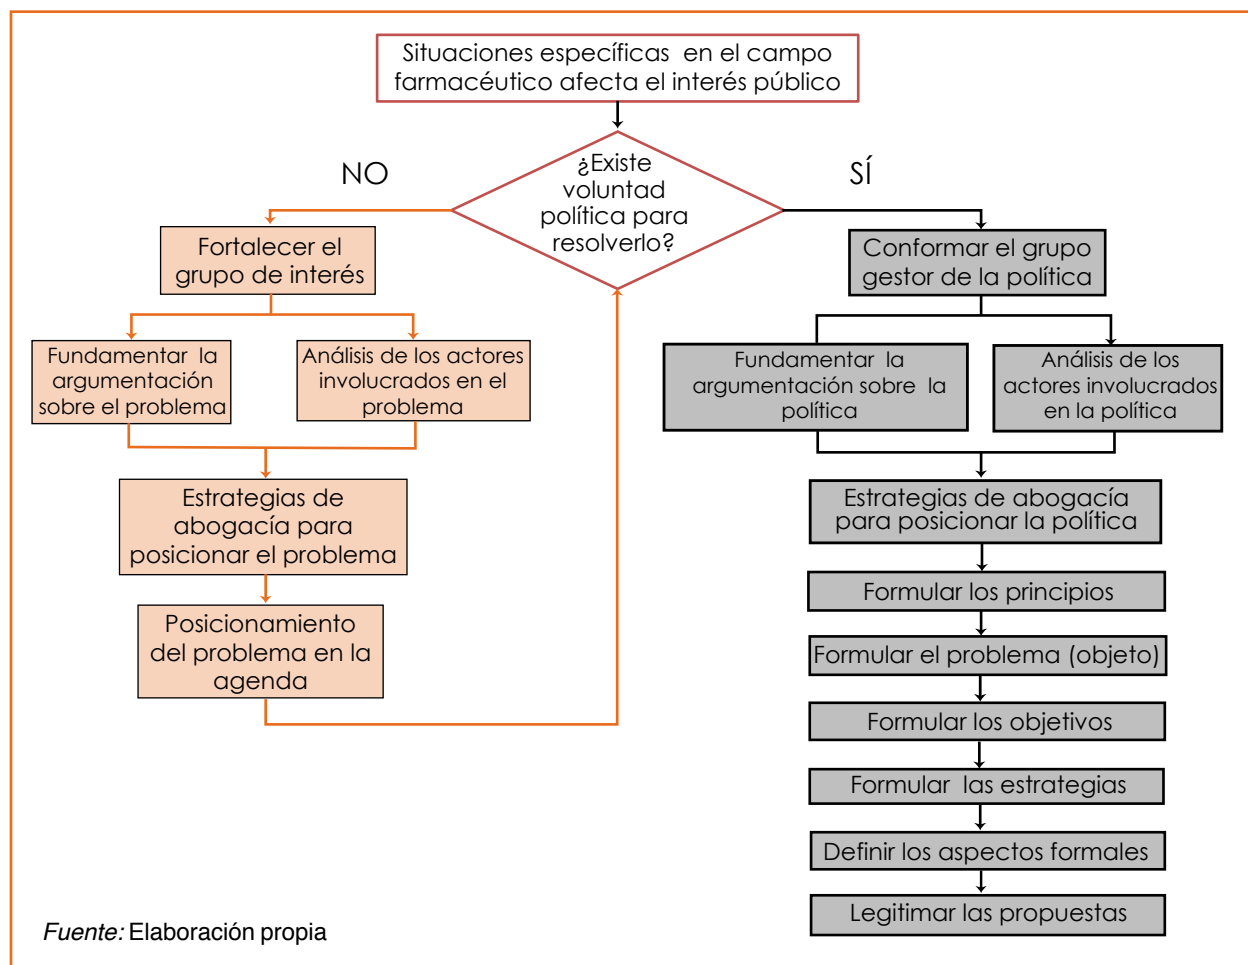 Situaciones específicas en el campo
farmacéutico afecta el interés público
¿Existe
voluntad
política para
resolverlo?
NO
SÍ
Fortalecer el
grupo de interés
Fundamentar la
argumentación
sobre el problema
Análisis de los actores
involucrados en el
problema
Estrategias de
abogacía para
posicionar el problema
Posicionamiento
del problema en la
agenda
Conformar el grupo
gestor de la política
Fundamentar la
argumentación sobre la
política
Análisis de los
actores involucrados
en la política
Estrategias de abogacía
para posicionar la política
Formular los principios
Formular el problema (objeto)
Formular los objetivos
Formular las estrategias
Definir los aspectos formales
Legitimar las propuestas
Fuente: Elaboración propia